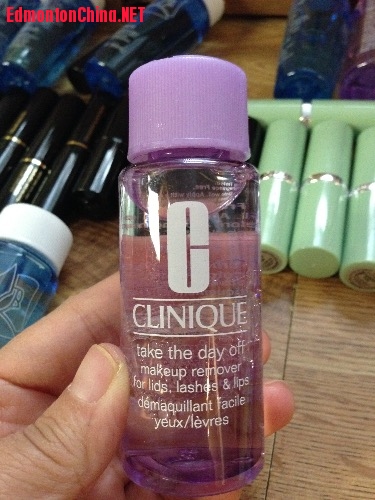 EdmontonChina.NET
C
CLINIQUE
take the day off
makeup remover
for lids, lashes & lips
démaquillant facile
yeux/lèvres